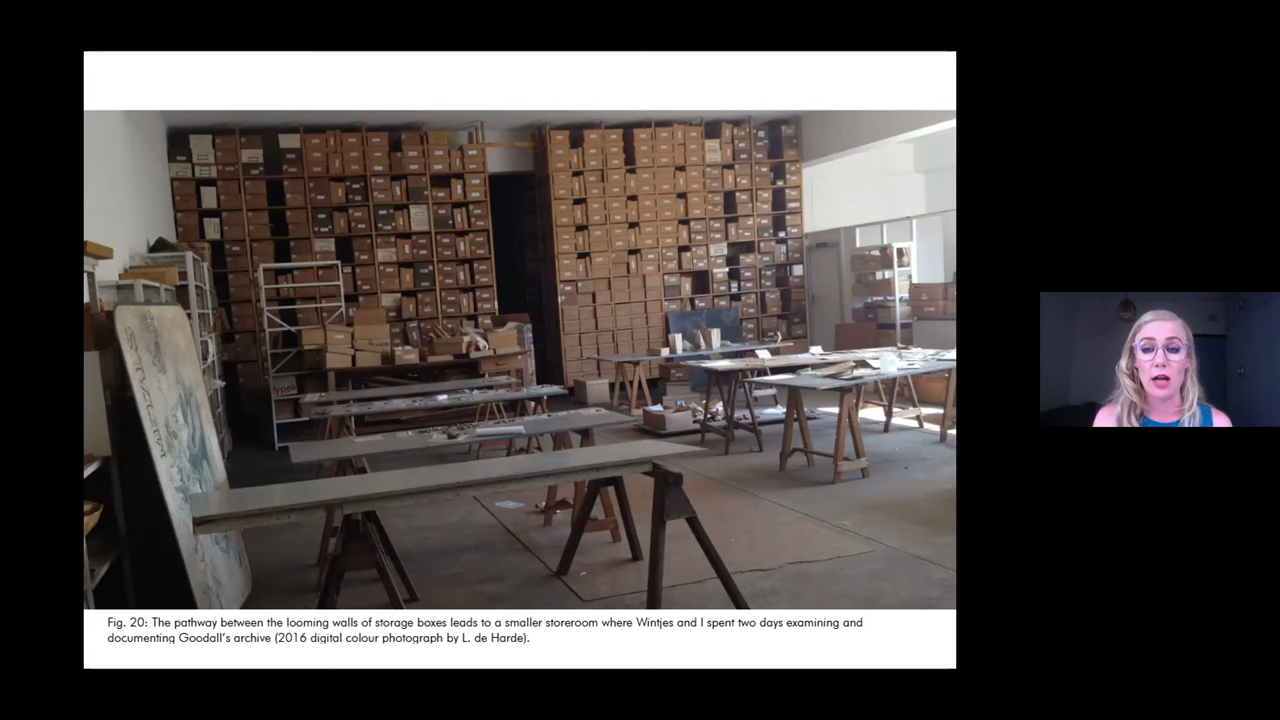 Fig. 20: The pathway between the looming walls of storage boxes leads to a smaller storeroom where Wintjes and I spent two days examining and
documenting Goodall's archive (2016 digital colour photograph by L. de Harde).